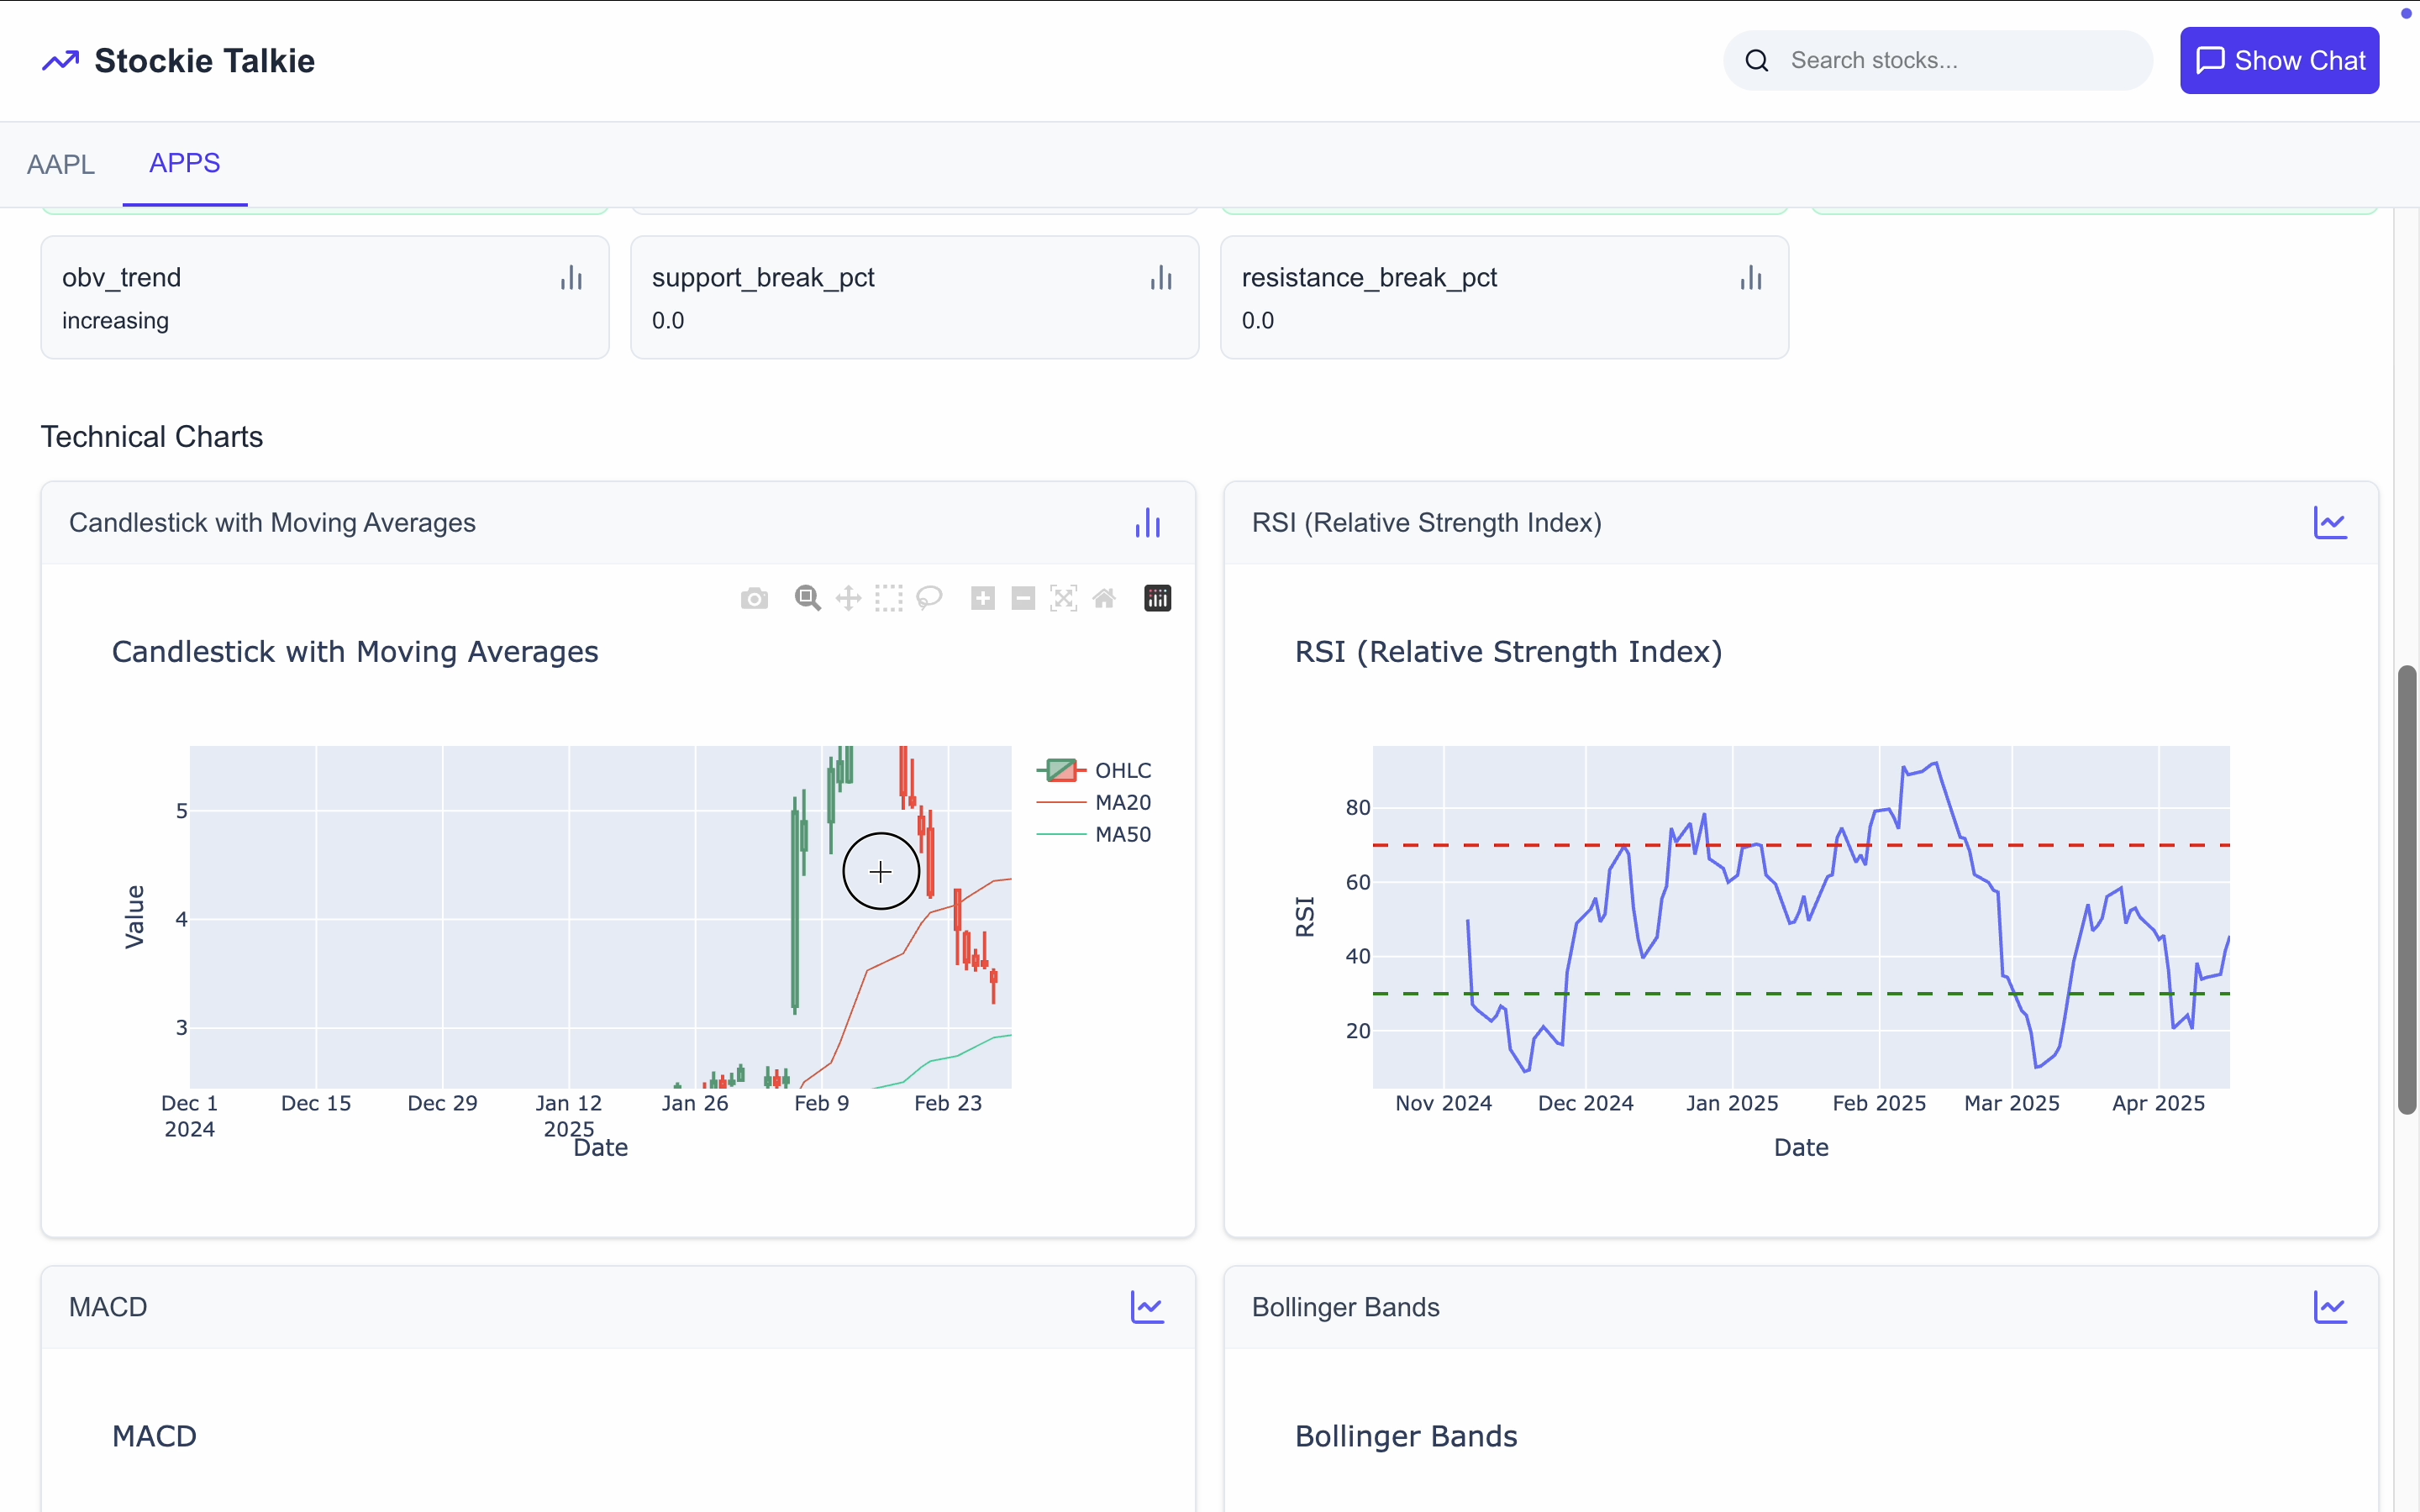 Stockie Talkie
Search stocks...
Show Chat
AAPL
APPS
obv_trend
increasing
support_break_pct
0.0
resistance_break_pct
0.0
Technical Charts
Candlestick with Moving Averages
Candlestick with Moving Averages
OHLC
MA20
MA50
Value
5
4
3
Dec 1
2024
Dec 15
Dec 29
Jan 12
2025
Jan 26
Feb 9
Feb 23
Date
RSI (Relative Strength Index)
RSI (Relative Strength Index)
RSI
80
60
40
20
Nov 2024
Dec 2024
Jan 2025
Feb 2025
Mar 2025
Apr 2025
Date
MACD
MACD
Bollinger Bands
Bollinger Bands